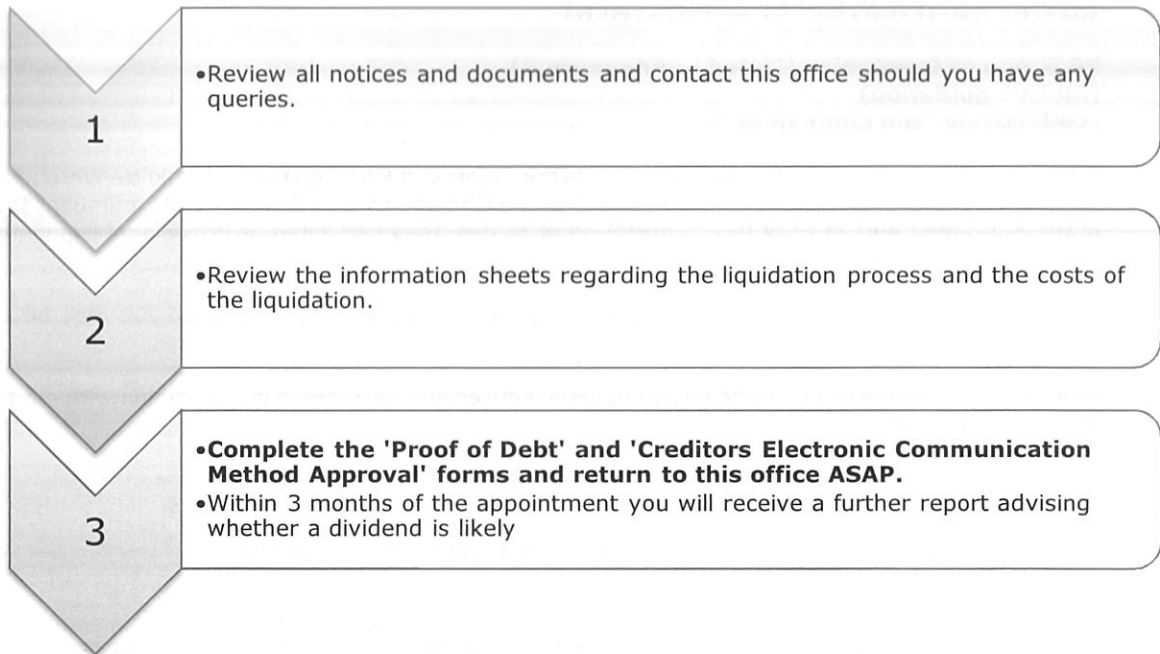 1
•Review all notices and documents and contact this office should you have any
queries.
2
•Review the information sheets regarding the liquidation process and the costs of
the liquidation.
3
•Complete the 'Proof of Debt' and 'Creditors Electronic Communication
Method Approval' forms and return to this office ASAP.
•Within 3 months of the appointment you will receive a further report advising
whether a dividend is likely